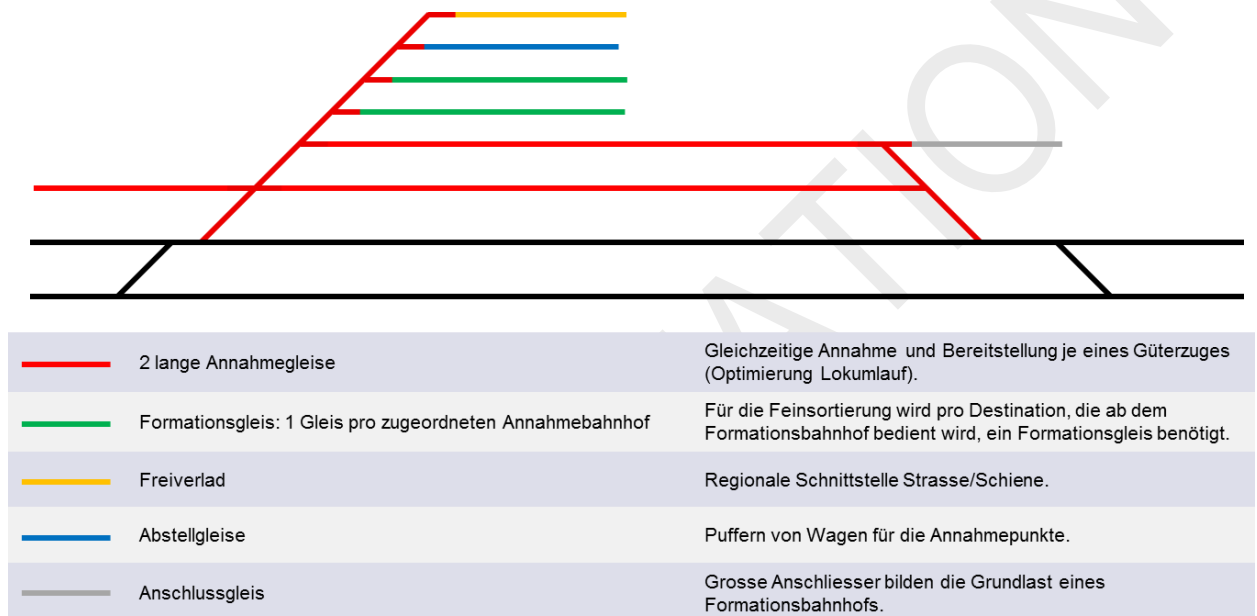 2 lange Annahmegleise
Gleichzeitige Annahme und Bereitstellung je eines Güterzuges
(Optimierung Lokumlauf).
Formationsgleis: 1 Gleis pro zugeordneten Annahmebahnhof
Für die Feinsortierung wird pro Destination, die ab dem
Formationsbahnhof bedient wird, ein Formationsgleis benötigt.
Freiverlad
Regionale Schnittstelle Strasse/Schiene.
Abstellgleise
Puffern von Wagen für die Annahmepunkte.
Anschlussgleis
Grosse Anschliesser bilden die Grundlast eines
Formationsbahnhofs.
ATION